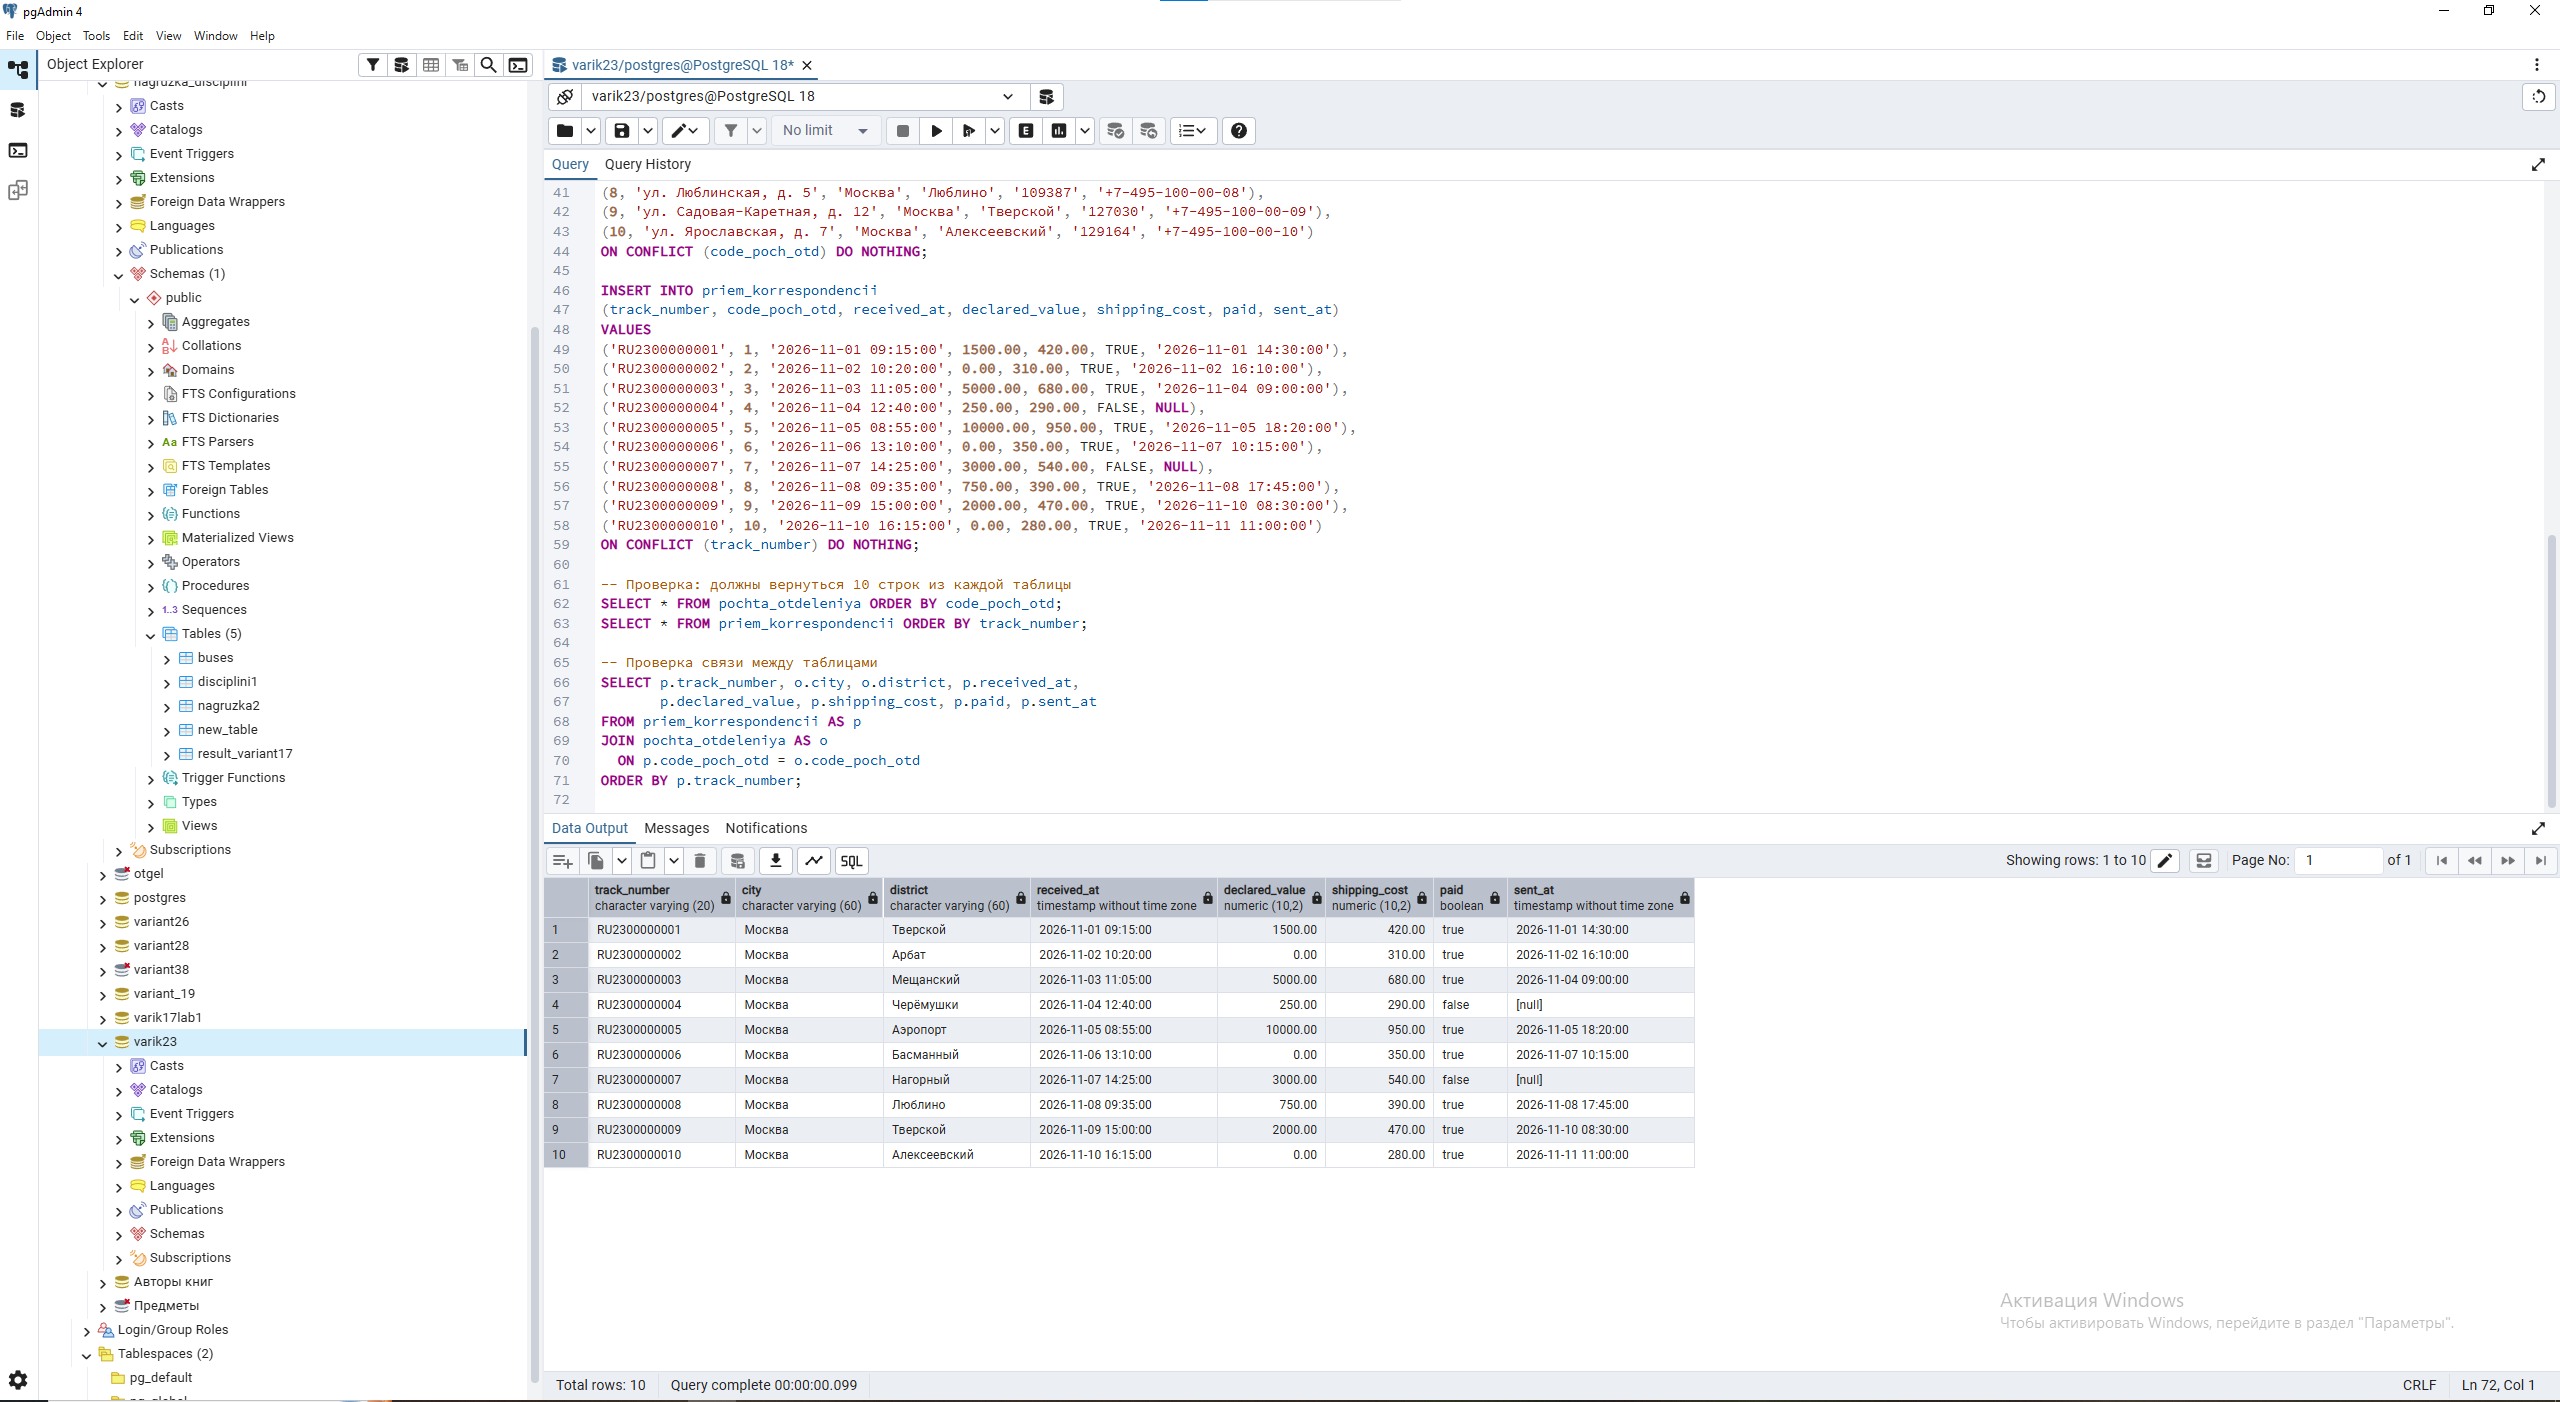 pgAdmin 4
File Object Tools Edit View Window Help
Object Explorer
nagruzka_disciplini
Casts
Catalogs
Event Triggers
Extensions
Foreign Data Wrappers
Languages
Publications
Schemas (1)
public
Aggregates
Collations
Domains
FTS Configurations
FTS Dictionaries
FTS Parsers
FTS Templates
Foreign Tables
Functions
Materialized Views
Operators
Procedures
Sequences
Tables (5)
buses
disciplini1
nagruzka2
new_table
result_variant17
Trigger Functions
Types
Views
Subscriptions
otgel
postgres
variant26
variant28
variant38
variant_19
varik17lab1
varik23
Casts
Catalogs
Event Triggers
Extensions
Foreign Data Wrappers
Languages
Publications
Schemas
Subscriptions
Авторы книг
Предметы
Login/Group Roles
Tablespaces (2)
pg_default
varik23/postgres@PostgreSQL 18*
varik23/postgres@PostgreSQL 18
No limit
Query Query History
41 (8, 'ул. Люблинская, д. 5', 'Москва', 'Люблино', '109387', '+7-495-100-00-08'),
42 (9, 'ул. Садовая-Каретная, д. 12', 'Москва', 'Тверской', '127030', '+7-495-100-00-09'),
43 (10, 'ул. Ярославская, д. 7', 'Москва', 'Алексеевский', '129164', '+7-495-100-00-10')
44 ON CONFLICT (code_poch_otd) DO NOTHING;
45
46 INSERT INTO priem_korrespondencii
47 (track_number, code_poch_otd, received_at, declared_value, shipping_cost, paid, sent_at)
48 VALUES
49 ('RU2300000001', 1, '2026-11-01 09:15:00', 1500.00, 420.00, TRUE, '2026-11-01 14:30:00'),
50 ('RU2300000002', 2, '2026-11-02 10:20:00', 0.00, 310.00, TRUE, '2026-11-02 16:10:00'),
51 ('RU2300000003', 3, '2026-11-03 11:05:00', 5000.00, 680.00, TRUE, '2026-11-04 09:00:00'),
52 ('RU2300000004', 4, '2026-11-04 12:40:00', 250.00, 290.00, FALSE, NULL),
53 ('RU2300000005', 5, '2026-11-05 08:55:00', 10000.00, 950.00, TRUE, '2026-11-05 18:20:00'),
54 ('RU2300000006', 6, '2026-11-06 13:10:00', 0.00, 350.00, TRUE, '2026-11-07 10:15:00'),
55 ('RU2300000007', 7, '2026-11-07 14:25:00', 3000.00, 540.00, FALSE, NULL),
56 ('RU2300000008', 8, '2026-11-08 09:35:00', 750.00, 390.00, TRUE, '2026-11-08 17:45:00'),
57 ('RU2300000009', 9, '2026-11-09 15:00:00', 2000.00, 470.00, TRUE, '2026-11-10 08:30:00'),
58 ('RU2300000010', 10, '2026-11-10 16:15:00', 0.00, 280.00, TRUE, '2026-11-11 11:00:00')
59 ON CONFLICT (track_number) DO NOTHING;
60
61 -- Проверка: должны вернуться 10 строк из каждой таблицы
62 SELECT * FROM pochta_otdeleniya ORDER BY code_poch_otd;
63 SELECT * FROM priem_korrespondencii ORDER BY track_number;
64
65 -- Проверка связи между таблицами
66 SELECT p.track_number, o.city, o.district, p.received_at,
67 p.declared_value, p.shipping_cost, p.paid, p.sent_at
68 FROM priem_korrespondencii AS p
69 JOIN pochta_otdeleniya AS o
70 ON p.code_poch_otd = o.code_poch_otd
71 ORDER BY p.track_number;
72
Data Output Messages Notifications
SQL Showing rows: 1 to 10 Page No: 1 of 1
track_number city district received_at declared_value shipping_cost paid sent_at
character varying (20) character varying (60) character varying (60) timestamp without time zone numeric (10,2) numeric (10,2) boolean timestamp without time zone
1 RU2300000001 Москва Тверской 2026-11-01 09:15:00 1500.00 420.00 true 2026-11-01 14:30:00
2 RU2300000002 Москва Арбат 2026-11-02 10:20:00 0.00 310.00 true 2026-11-02 16:10:00
3 RU2300000003 Москва Мещанский 2026-11-03 11:05:00 5000.00 680.00 true 2026-11-04 09:00:00
4 RU2300000004 Москва Черёмушки 2026-11-04 12:40:00 250.00 290.00 false [null]
5 RU2300000005 Москва Аэропорт 2026-11-05 08:55:00 10000.00 950.00 true 2026-11-05 18:20:00
6 RU2300000006 Москва Басманный 2026-11-06 13:10:00 0.00 350.00 true 2026-11-07 10:15:00
7 RU2300000007 Москва Нагорный 2026-11-07 14:25:00 3000.00 540.00 false [null]
8 RU2300000008 Москва Люблино 2026-11-08 09:35:00 750.00 390.00 true 2026-11-08 17:45:00
9 RU2300000009 Москва Тверской 2026-11-09 15:00:00 2000.00 470.00 true 2026-11-10 08:30:00
10 RU2300000010 Москва Алексеевский 2026-11-10 16:15:00 0.00 280.00 true 2026-11-11 11:00:00
Активация Windows
Чтобы активировать Windows, перейдите в раздел "Параметры".
Total rows: 10 Query complete 00:00:00.099 CRLF Ln 72, Col 1